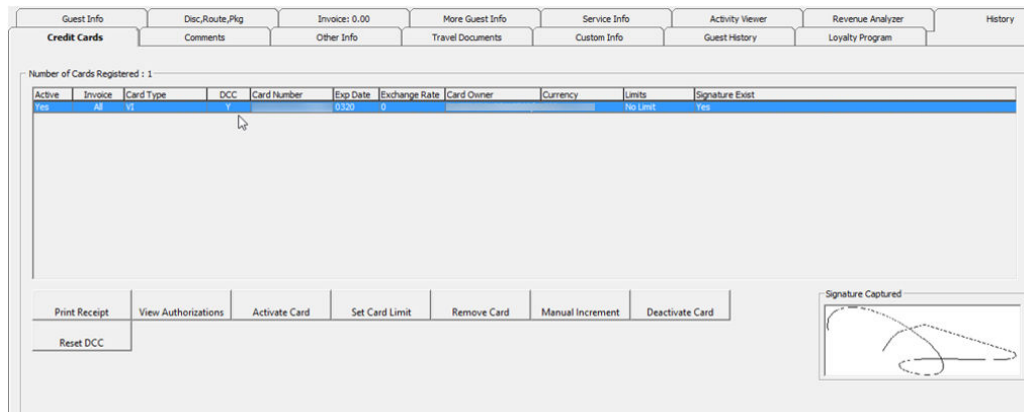 Guest Info Disc,Route,Pkg Invoice: 0.00 More Guest Info Service Info Activity Viewer Revenue Analyzer History
Credit Cards Comments Other Info Travel Documents Custom Info Guest History Loyalty Program
Number of Cards Registered : 1
Active Invoice Card Type DCC Card Number Exp Date Exchange Rate Card Owner Currency Limits Signature Exist
Yes All VI Y 0320 0 No Limit Yes
Print Receipt View Authorizations Activate Card Set Card Limit Remove Card Manual Increment Deactivate Card
Signature Captured
Reset DCC